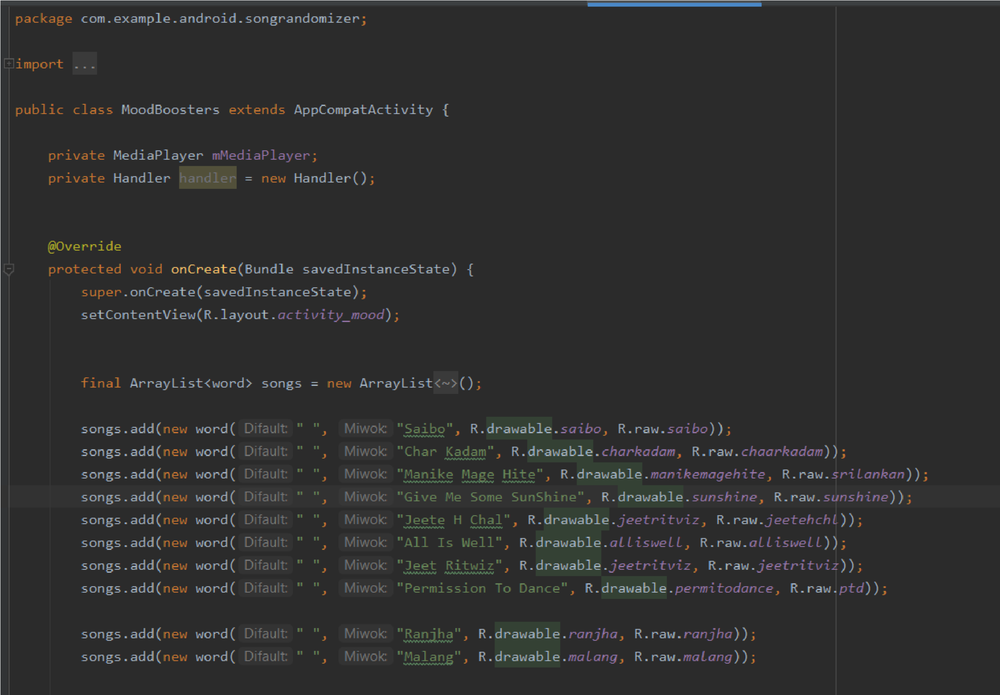 package com.example.android.songrandomizer;
import ...
public class MoodBoosters extends AppCompatActivity {
private MediaPlayer mMediaPlayer;
private Handler handler = new Handler();
@Override
protected void onCreate(Bundle savedInstanceState) {
super.onCreate(savedInstanceState);
setContentView(R.layout.activity_mood);
final ArrayList<word> songs = new ArrayList<~>();
songs.add(new word( Difault: " ", Miwok: "Saibo", R.drawable.saibo, R.raw.saibo));
songs.add(new word( Difault: " ", Miwok: "Char Kadam", R.drawable.charkadam, R.raw.chaarkadam));
songs.add(new word( Difault: " ", Miwok: "Manike Mage Hite", R.drawable.manikemagehite, R.raw.srilankan));
songs.add(new word( Difault: " ", Miwok: "Give Me Some SunShine", R.drawable.sunshine, R.raw.sunshine));
songs.add(new word( Difault: " ", Miwok: "Jeete H Chal", R.drawable.jeetritviz, R.raw.jeetehchl));
songs.add(new word( Difault: " ", Miwok: "All Is Well", R.drawable.alliswell, R.raw.alliswell));
songs.add(new word( Difault: " ", Miwok: "Jeet Ritwiz", R.drawable.jeetritviz, R.raw.jeetritviz));
songs.add(new word( Difault: " ", Miwok: "Permission To Dance", R.drawable.permitodance, R.raw.ptd));
songs.add(new word( Difault: " ", Miwok: "Ranjha", R.drawable.ranjha, R.raw.ranjha));
songs.add(new word( Difault: " ", Miwok: "Malang", R.drawable.malang, R.raw.malang));